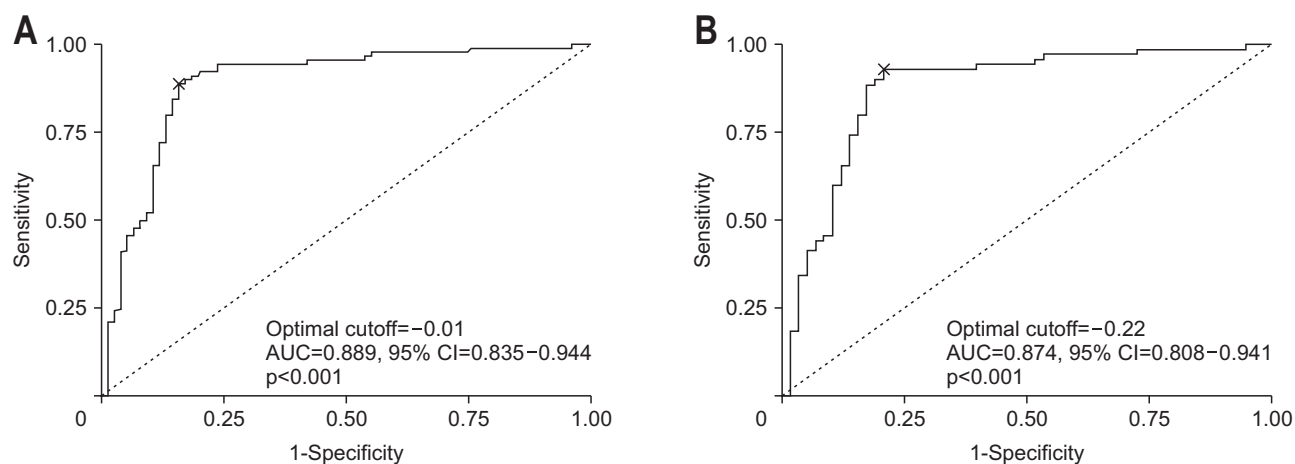 A
1.00
0.75
0.50
0.25
0
0.25
0.50
0.75
1.00
Sensitivity
1-Specificity
Optimal cutoff=−0.01
AUC=0.889, 95% CI=0.835−0.944
p<0.001
B
1.00
0.75
0.50
0.25
0
0.25
0.50
0.75
1.00
Sensitivity
1-Specificity
Optimal cutoff=−0.22
AUC=0.874, 95% CI=0.808−0.941
p<0.001